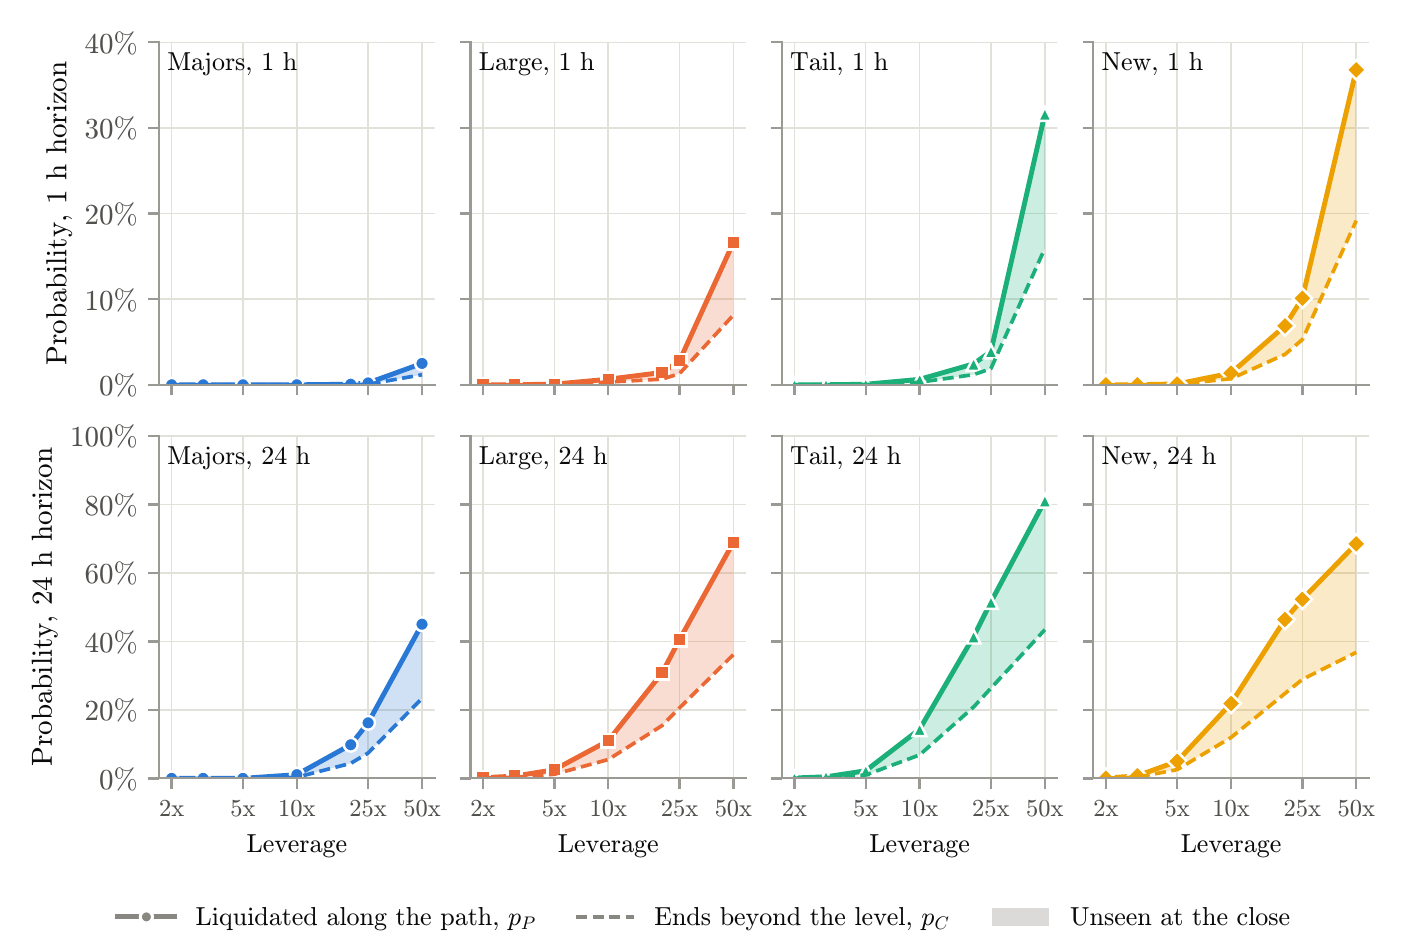 Probability, 1 h horizon
40%
30%
20%
10%
0%
Majors, 1 h
Large, 1 h
Tail, 1 h
New, 1 h
Probability, 24 h horizon
100%
80%
60%
40%
20%
0%
Majors, 24 h
Large, 24 h
Tail, 24 h
New, 24 h
2x 5x 10x 25x 50x
2x 5x 10x 25x 50x
2x 5x 10x 25x 50x
2x 5x 10x 25x 50x
Leverage
Leverage
Leverage
Leverage
Liquidated along the path, p_P
Ends beyond the level, p_C
Unseen at the close